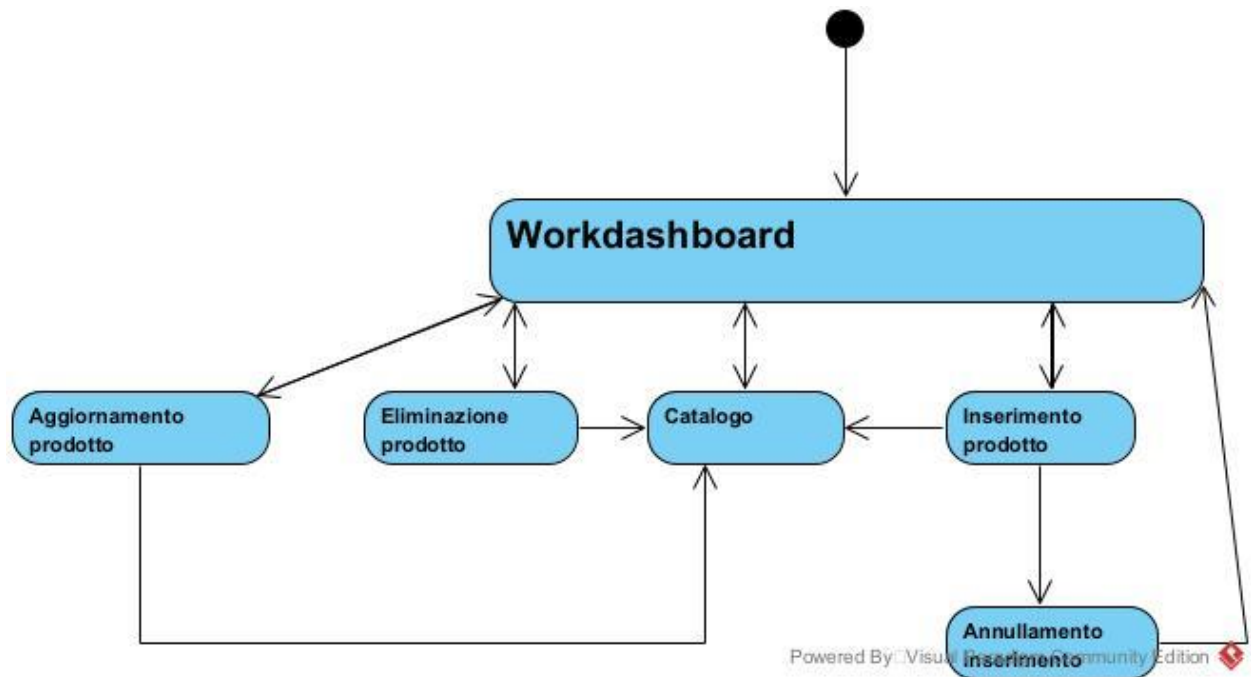 Workdashboard
Aggiornamento
prodotto
Eliminazione
prodotto
Catalogo
Inserimento
prodotto
Annullamento
inserimento
Powered By Visual Community Edition